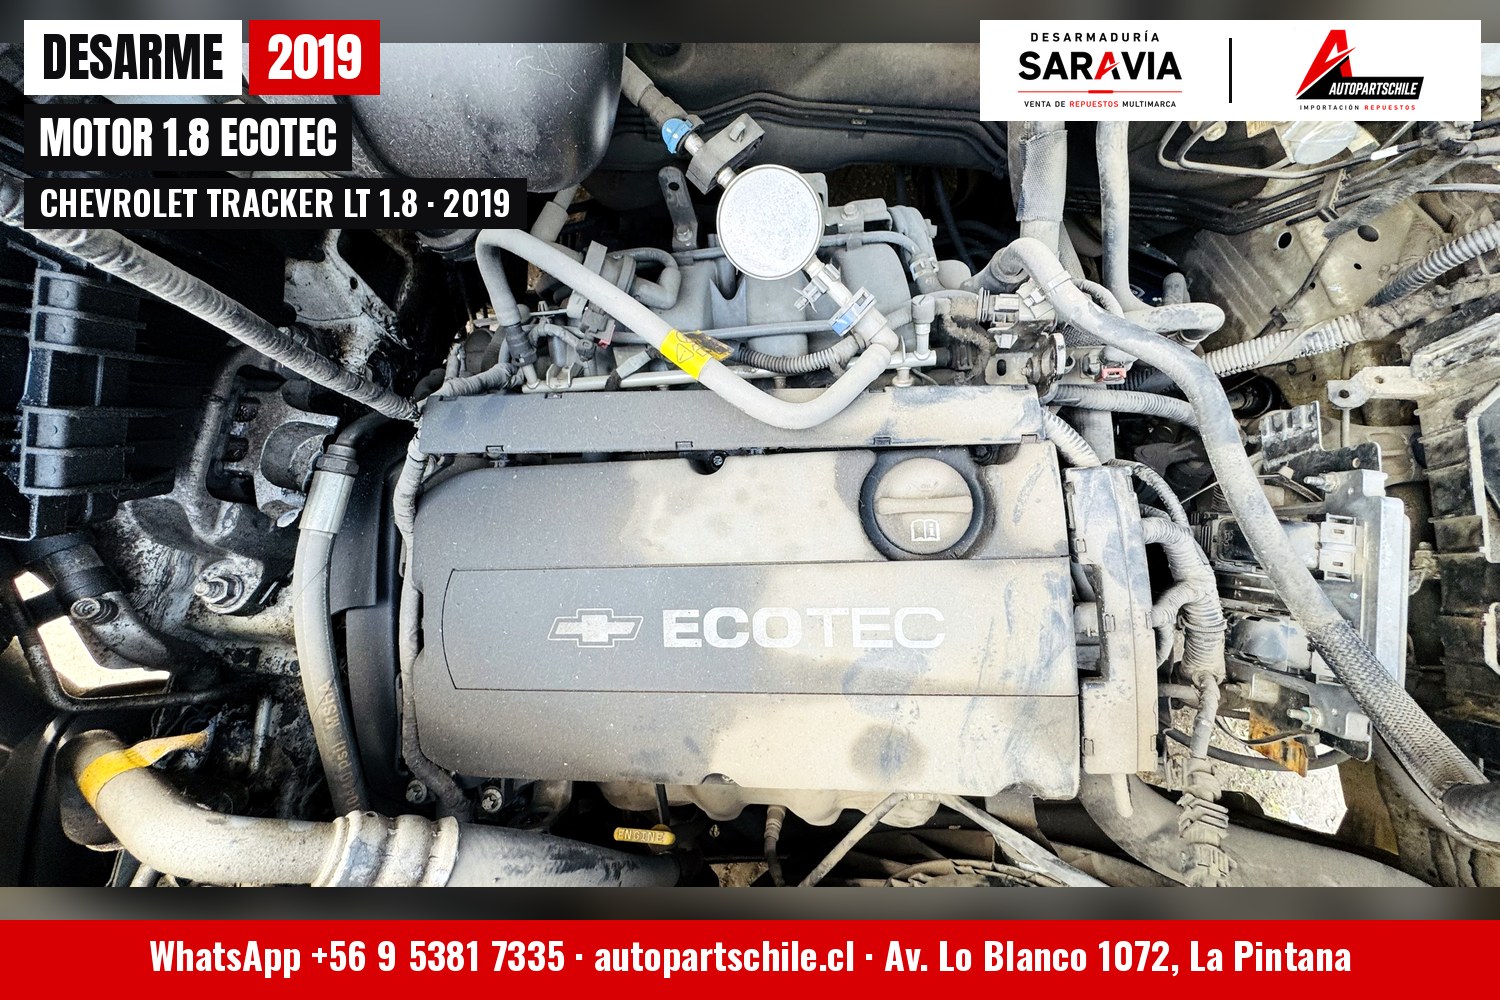 DESARME 2019
MOTOR 1.8 ECOTEC
CHEVROLET TRACKER LT 1.8 · 2019
DESARMADURÍA
SARAVIA
VENTA DE REPUESTOS MULTIMARCA
AUTOPARTSCHILE
IMPORTACIÓN REPUESTOS
ECOTEC
ENGINE
WhatsApp +56 9 5381 7335 · autopartschile.cl · Av. Lo Blanco 1072, La Pintana